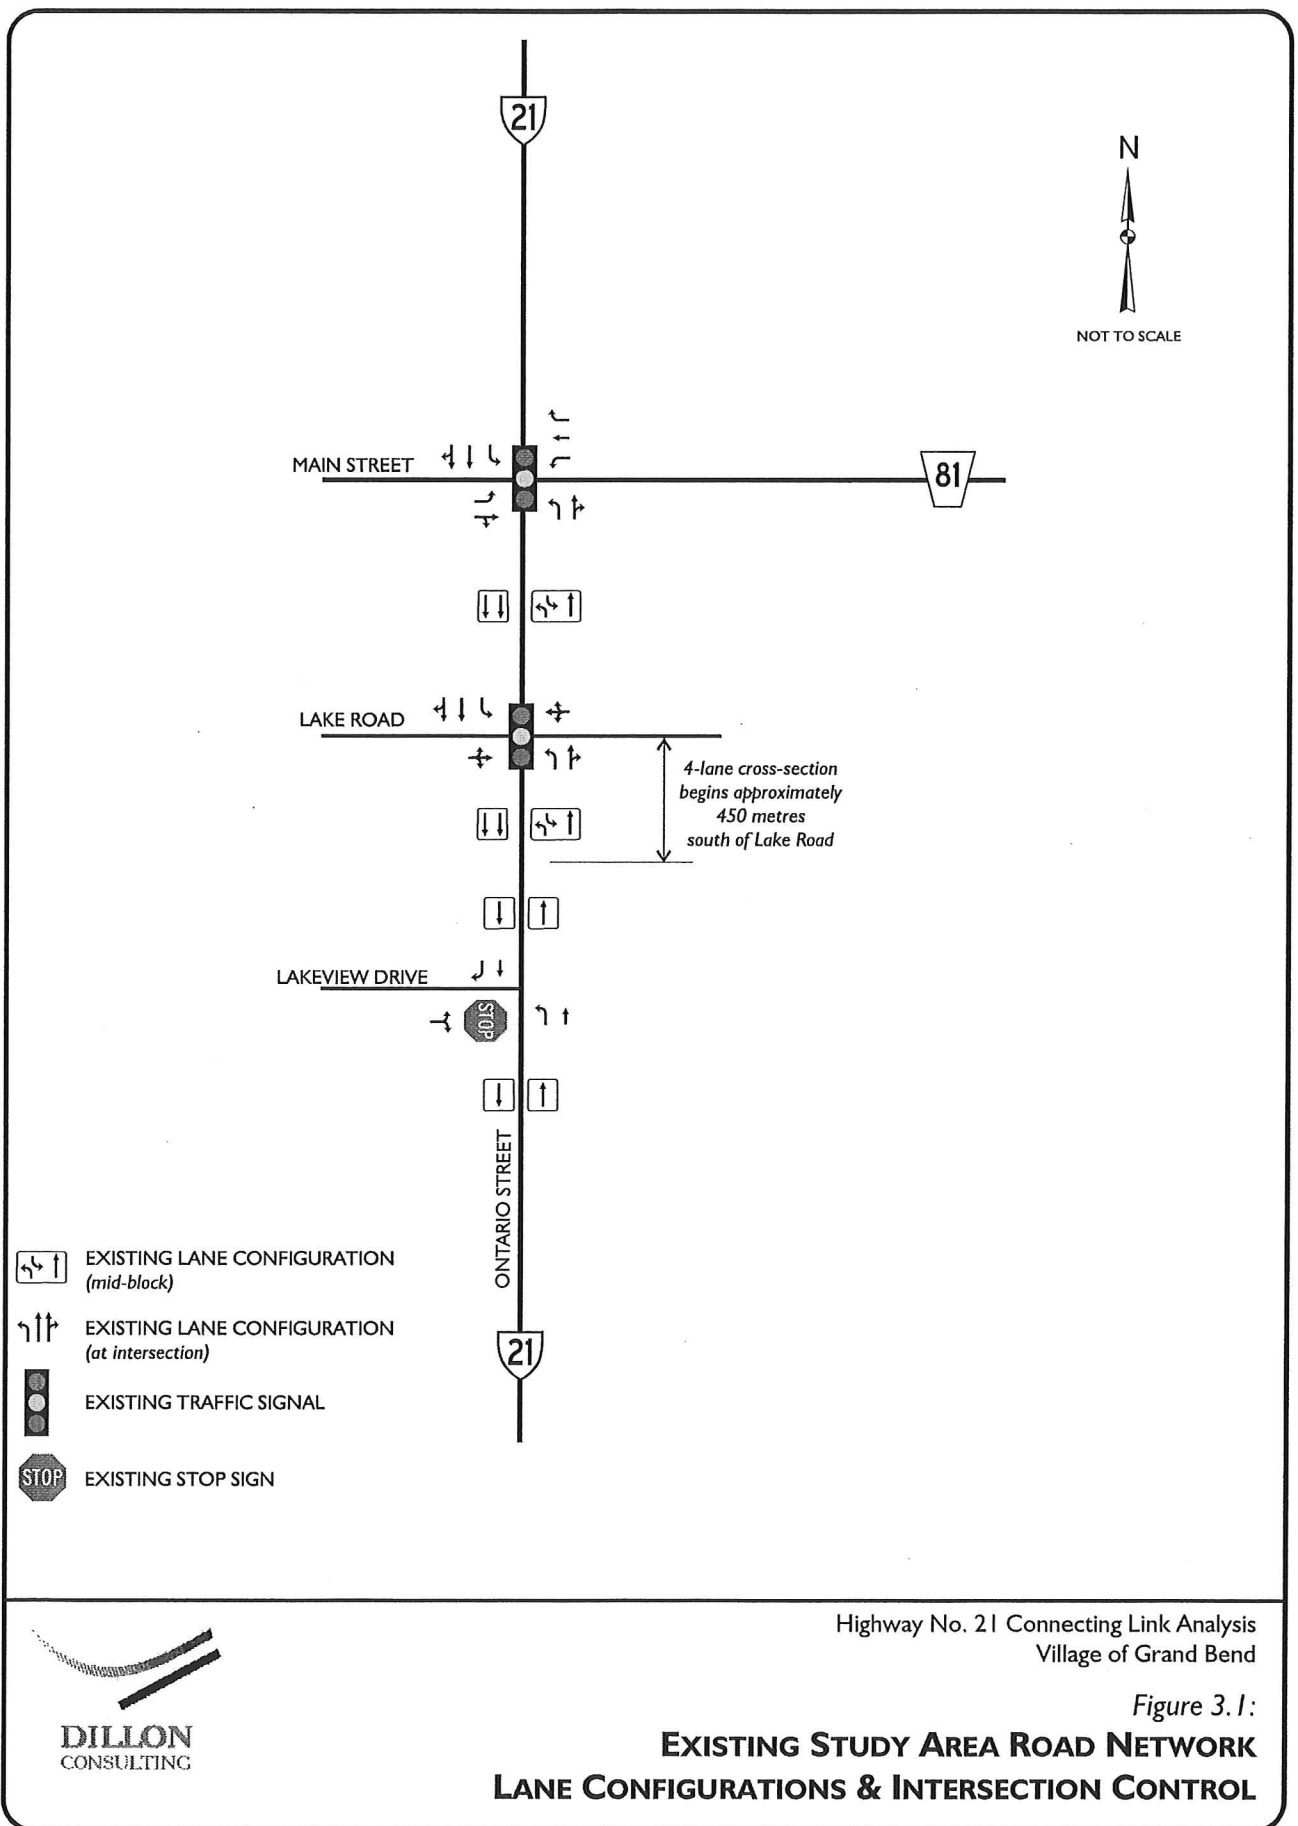 21
N
NOT TO SCALE
MAIN STREET
81
LAKE ROAD
4-lane cross-section
begins approximately
450 metres
south of Lake Road
LAKEVIEW DRIVE
STOP
ONTARIO STREET
EXISTING LANE CONFIGURATION
(mid-block)
EXISTING LANE CONFIGURATION
(at intersection)
21
EXISTING TRAFFIC SIGNAL
STOP
EXISTING STOP SIGN
Highway No. 21 Connecting Link Analysis
Village of Grand Bend
Figure 3.1:
EXISTING STUDY AREA ROAD NETWORK
LANE CONFIGURATIONS & INTERSECTION CONTROL
DILLON
CONSULTING